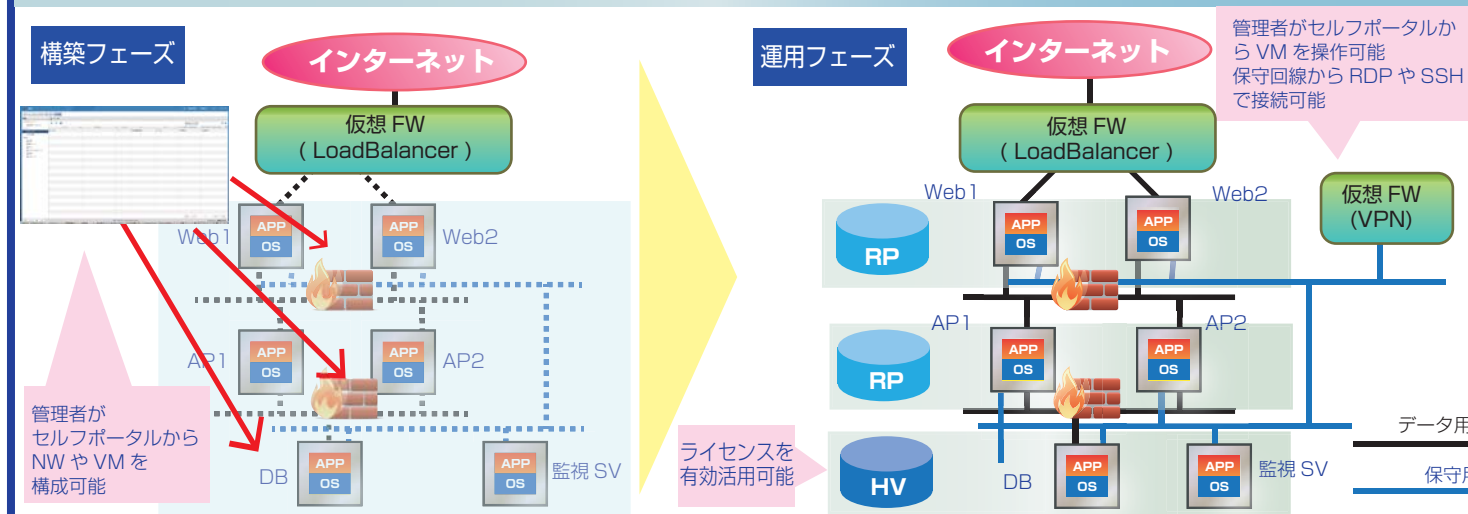 構築フェーズ
インターネット
仮想 FW
( LoadBalancer )
APP
OS
APP
OS
Web1
Web2
APP
OS
APP
OS
AP1
AP2
管理者が
セルフポータルから
NW や VM を
構成可能
DB
APP
OS
APP
OS
監視 SV
運用フェーズ
インターネット
管理者がセルフポータルか
ら VM を操作可能
保守回線から RDP や SSH
で接続可能
仮想 FW
( LoadBalancer )
Web1
Web2
仮想 FW
(VPN)
RP
APP
OS
APP
OS
AP1
AP2
RP
APP
OS
APP
OS
データ用
ライセンスを
有効活用可能
HV
DB
APP
OS
APP
OS
監視 SV
保守用